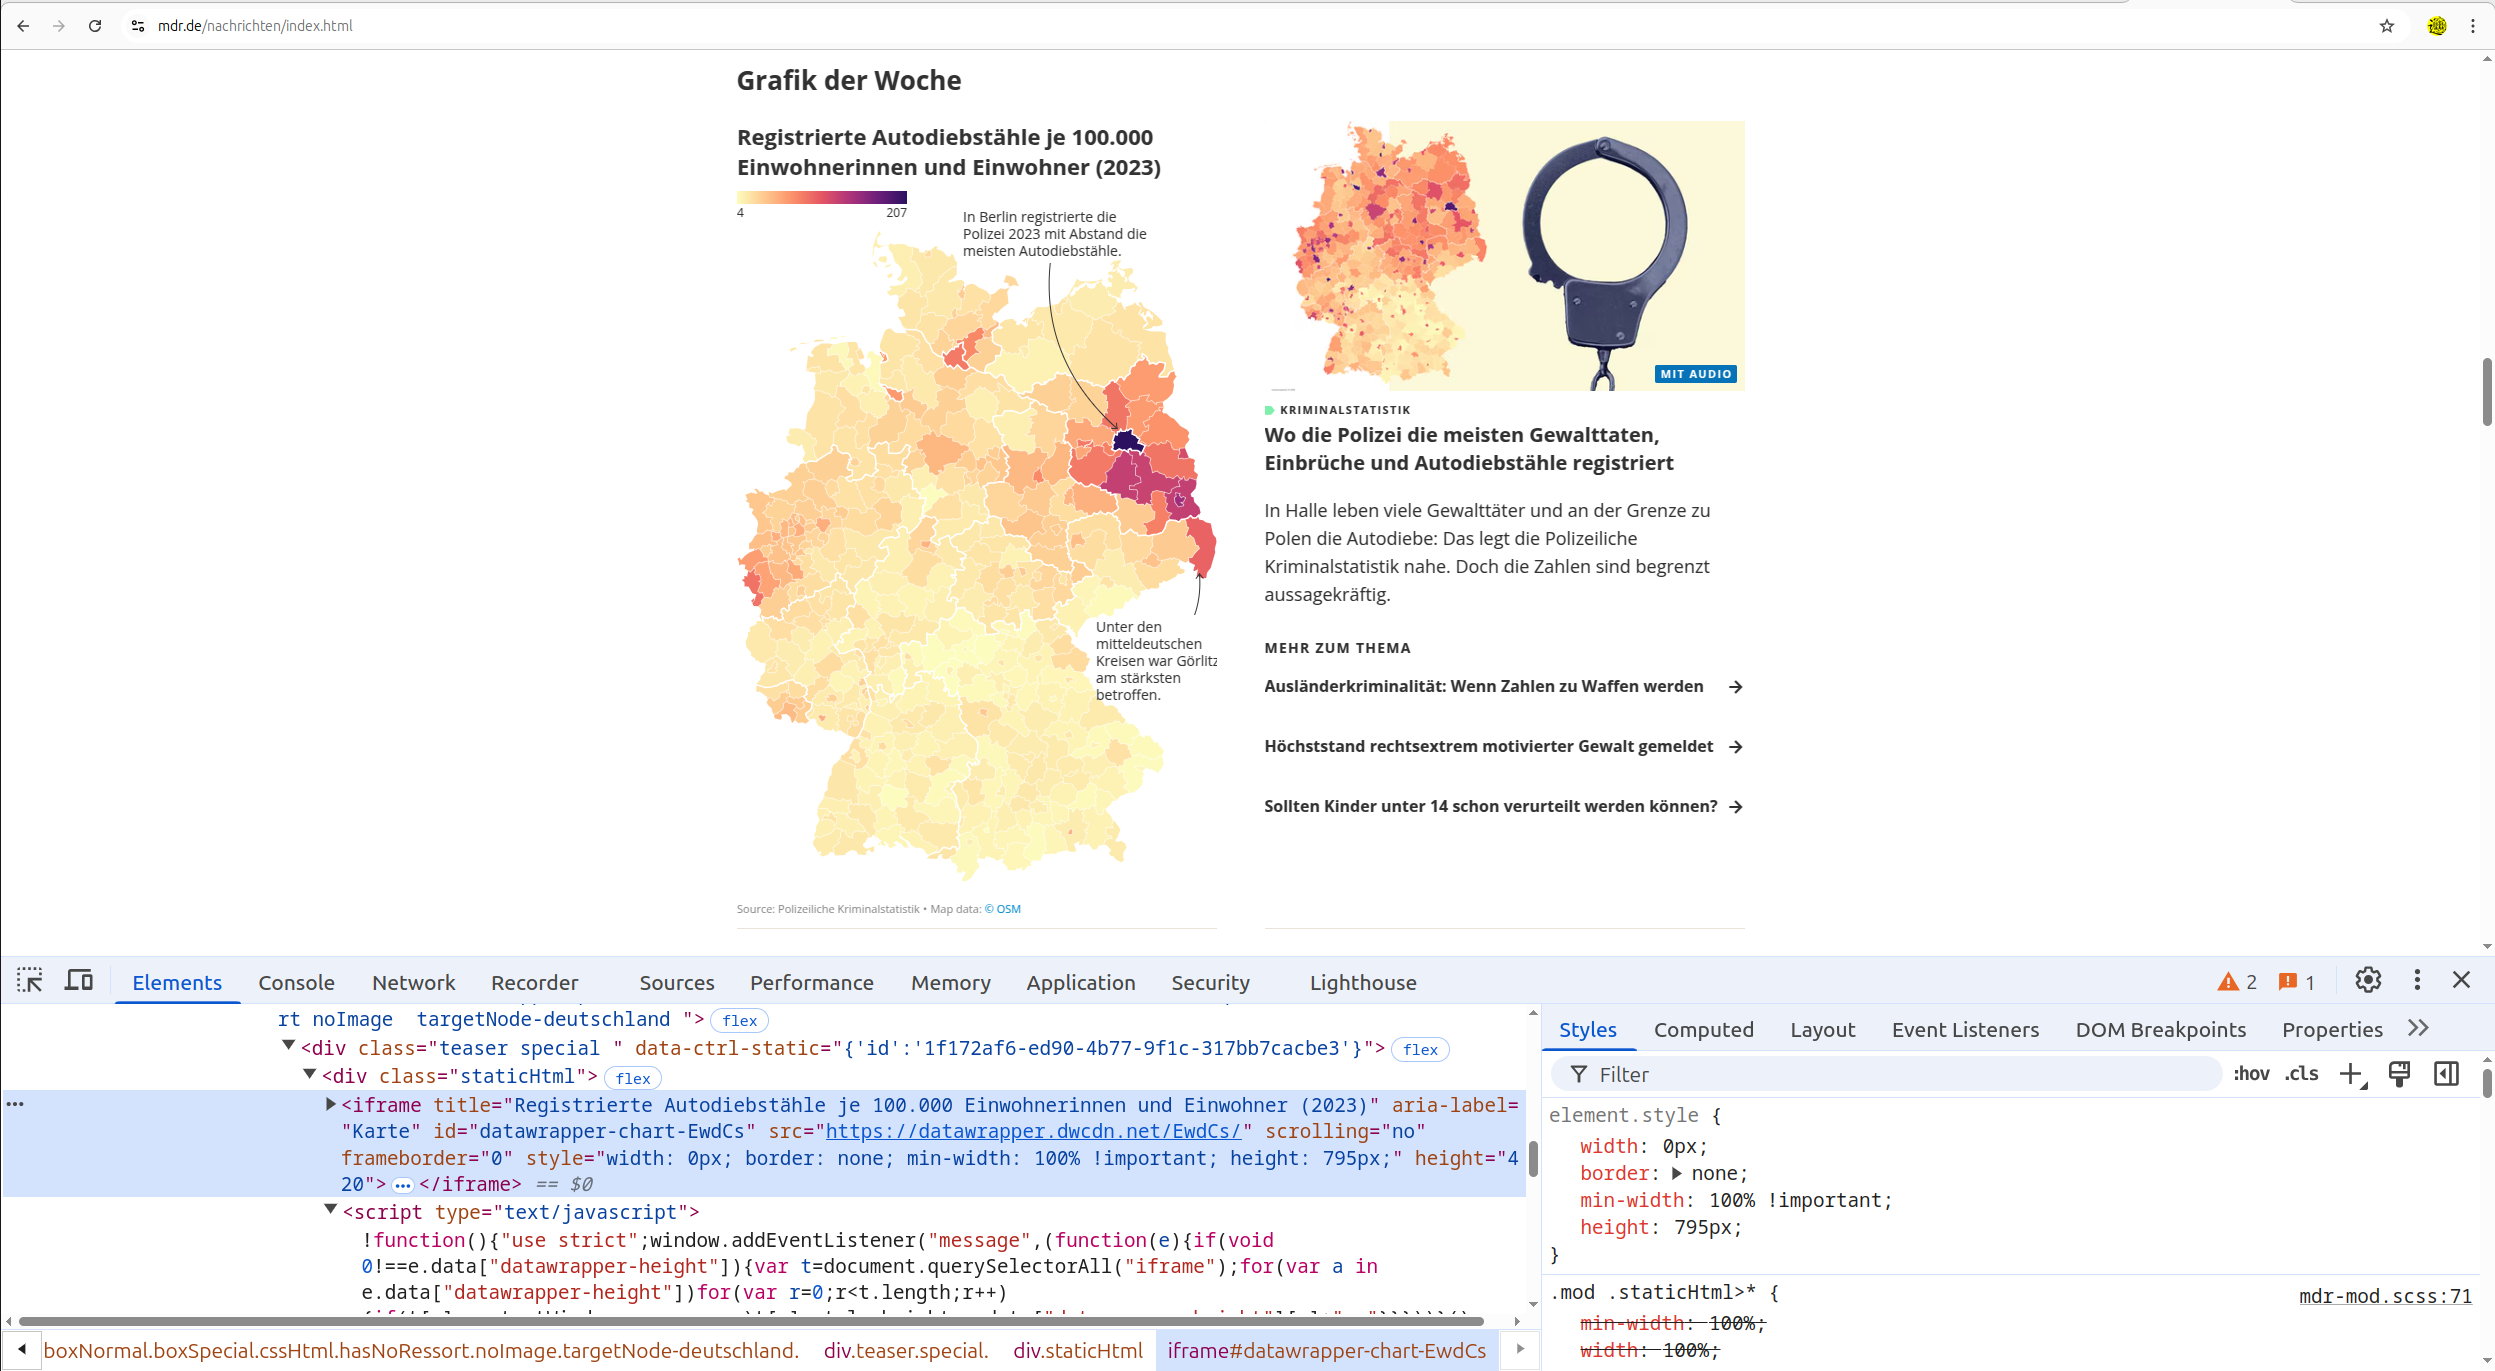 mdr.de/nachrichten/index.html
Grafik der Woche
Registrierte Autodiebstähle je 100.000
Einwohnerinnen und Einwohner (2023)
4 207
In Berlin registrierte die
Polizei 2023 mit Abstand die
meisten Autodiebstähle.
Unter den
mitteldeutschen
Kreisen war Görlitz
am stärksten
betroffen.
Source: Polizeiliche Kriminalstatistik • Map data: © OSM
MIT AUDIO
KRIMINALSTATISTIK
Wo die Polizei die meisten Gewalttaten,
Einbrüche und Autodiebstähle registriert
In Halle leben viele Gewalttäter und an der Grenze zu
Polen die Autodiebe: Das legt die Polizeiliche
Kriminalstatistik nahe. Doch die Zahlen sind begrenzt
aussagekräftig.
MEHR ZUM THEMA
Ausländerkriminalität: Wenn Zahlen zu Waffen werden
Höchststand rechtsextrem motivierter Gewalt gemeldet
Sollten Kinder unter 14 schon verurteilt werden können?
Elements Console Network Recorder Sources Performance Memory Application Security Lighthouse 2 1
rt noImage  targetNode-deutschland "> flex
<div class="teaser special " data-ctrl-static="{'id':'1f172af6-ed90-4b77-9f1c-317bb7cacbe3'}"> flex
<div class="staticHtml"> flex
<iframe title="Registrierte Autodiebstähle je 100.000 Einwohnerinnen und Einwohner (2023)" aria-label=
"Karte" id="datawrapper-chart-EwdCs" src="https://datawrapper.dwcdn.net/EwdCs/" scrolling="no"
frameborder="0" style="width: 0px; border: none; min-width: 100% !important; height: 795px;" height="4
20"> … </iframe> == $0
<script type="text/javascript">
!function(){"use strict";window.addEventListener("message",(function(e){if(void
0!==e.data["datawrapper-height"]){var t=document.querySelectorAll("iframe");for(var a in
e.data["datawrapper-height"])for(var r=0;r<t.length;r++)
boxNormal.boxSpecial.cssHtml.hasNoRessort.noImage.targetNode-deutschland. div.teaser.special. div.staticHtml iframe#datawrapper-chart-EwdCs
Styles Computed Layout Event Listeners DOM Breakpoints Properties
Filter :hov .cls
element.style {
width: 0px;
border: none;
min-width: 100% !important;
height: 795px;
}
.mod .staticHtml>* { mdr-mod.scss:71
min-width: 100%;
width: 100%;